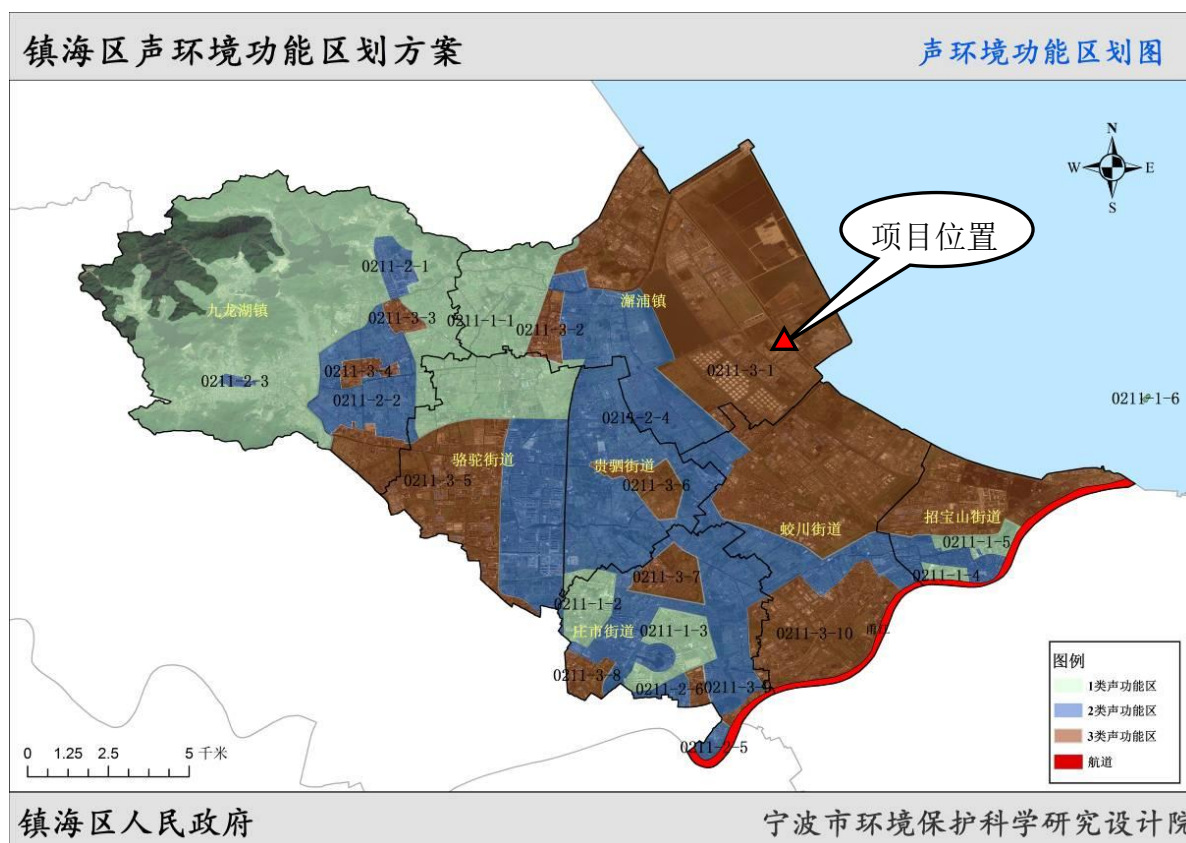 镇海区声环境功能区划方案
声环境功能区划图
N
W
E
S
项目位置
0211-2-1
九龙湖镇
0211-3-3
0211-1-1
0211-3-2
澥浦镇
0211-3-1
0211-3-4
0211-2-3
0211-2-2
0211-1-6
0211-2-4
骆驼街道
贵驷街道
0211-3-5
0211-3-6
蛟川街道
招宝山街道
0211-1-5
0211-1-4
0211-3-7
0211-1-2
庄市街道
0211-1-3
0211-3-10
甬江
0211-3-8
0211-2-6
0211-3-9
0211-2-5
图例
1类声功能区
2类声功能区
3类声功能区
航道
0 1.25 2.5 5 千米
镇海区人民政府
宁波市环境保护科学研究设计院